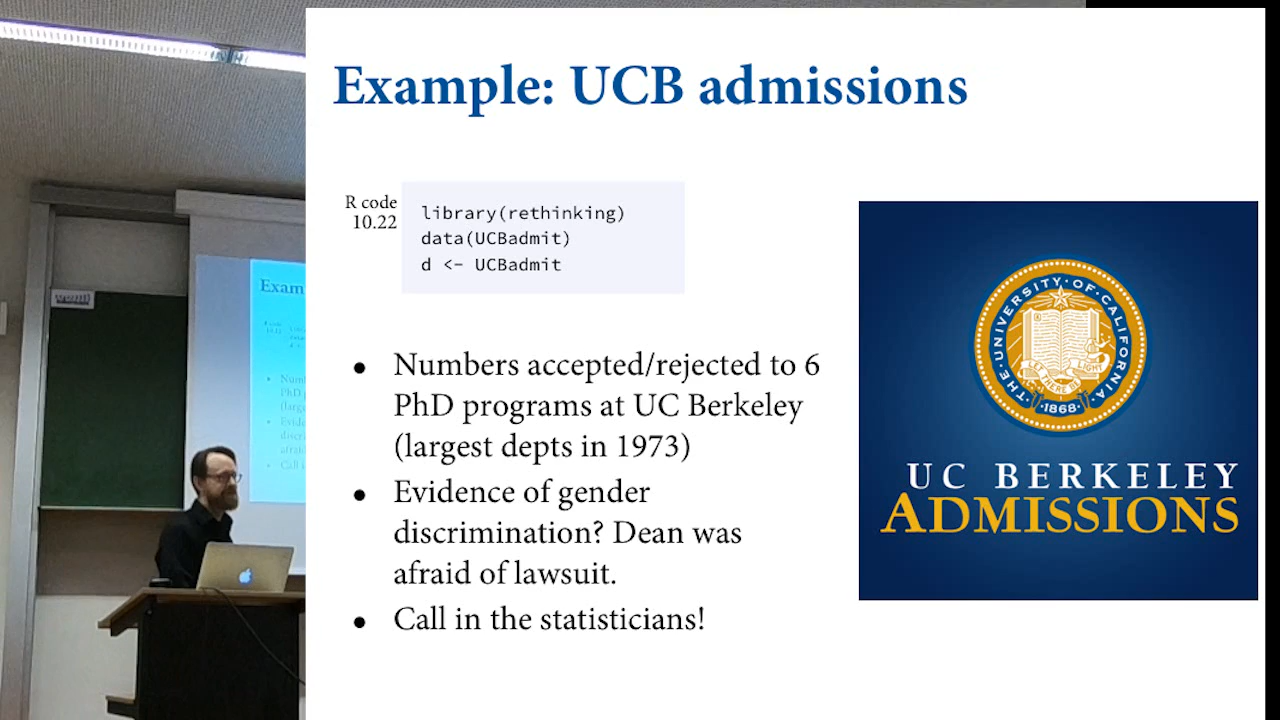 Example: UCB admissions
R code
10.22
library(rethinking)
data(UCBadmit)
d <- UCBadmit
• Numbers accepted/rejected to 6
PhD programs at UC Berkeley
(largest depts in 1973)
• Evidence of gender
discrimination? Dean was
afraid of lawsuit.
• Call in the statisticians!
THE·UNIVERSITY·OF·CALIFORNIA
LET THERE BE LIGHT
·1868·
UC BERKELEY
ADMISSIONS
Exam